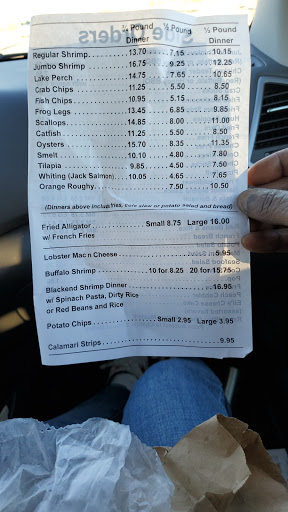 ½ Pound ½ Pound ½ Pound
Dinner Dinner
Regular Shrimp 13.70 7.15 10.15
Jumbo Shrimp 16.75 9.25 12.25
Lake Perch 14.75 7.65 10.65
Crab Chips 11.25 5.50 8.50
Fish Chips 10.95 5.15 8.15
Frog Legs 13.45 6.85 9.85
Scallops 14.85 8.00 11.00
Catfish 11.25 5.50 8.50
Oysters 15.70 8.35 11.35
Smelt 10.10 4.80 7.80
Tilapia 9.85 4.50 7.50
Whiting (Jack Salmon) 10.05 4.65 7.65
Orange Roughy 7.50 10.50
(Dinners above include fries, cole slaw or potato salad and bread)
Fried Alligator Small 8.75 Large 16.00
w/ French Fries
Lobster Mac n Cheese 5.95
Buffalo Shrimp 10 for 8.25 20 for 15.75
Blackend Shrimp Dinner 16.95
w/ Spinach Pasta, Dirty Rice
or Red Beans and Rice
Potato Chips Small 2.95 Large 3.95
Calamari Strips 9.95